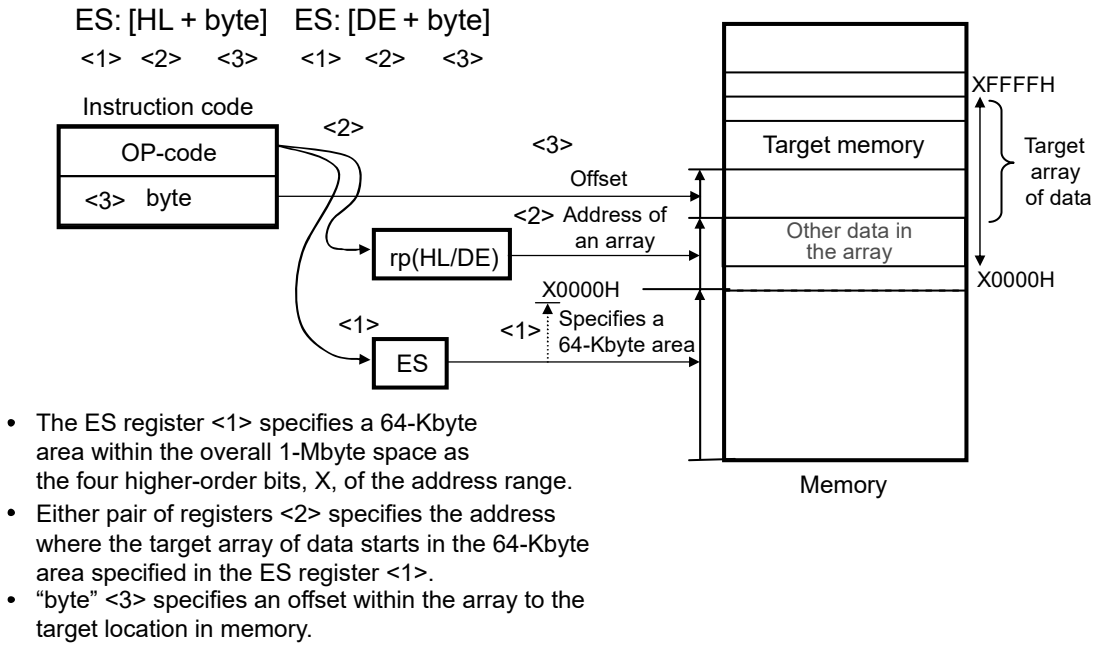 ES: [HL + byte] ES: [DE + byte]
<1> <2> <3> <1> <2> <3>
Instruction code
OP-code
<3> byte
<2>
<3>
Offset
<2> Address of
an array
rp(HL/DE)
X0000H
<1>
<1>
Specifies a
64-Kbyte area
ES
XFFFFH
Target memory
Target
array
of data
Other data in
the array
X0000H
Memory
• The ES register <1> specifies a 64-Kbyte
area within the overall 1-Mbyte space as
the four higher-order bits, X, of the address range.
• Either pair of registers <2> specifies the address
where the target array of data starts in the 64-Kbyte
area specified in the ES register <1>.
• “byte” <3> specifies an offset within the array to the
target location in memory.